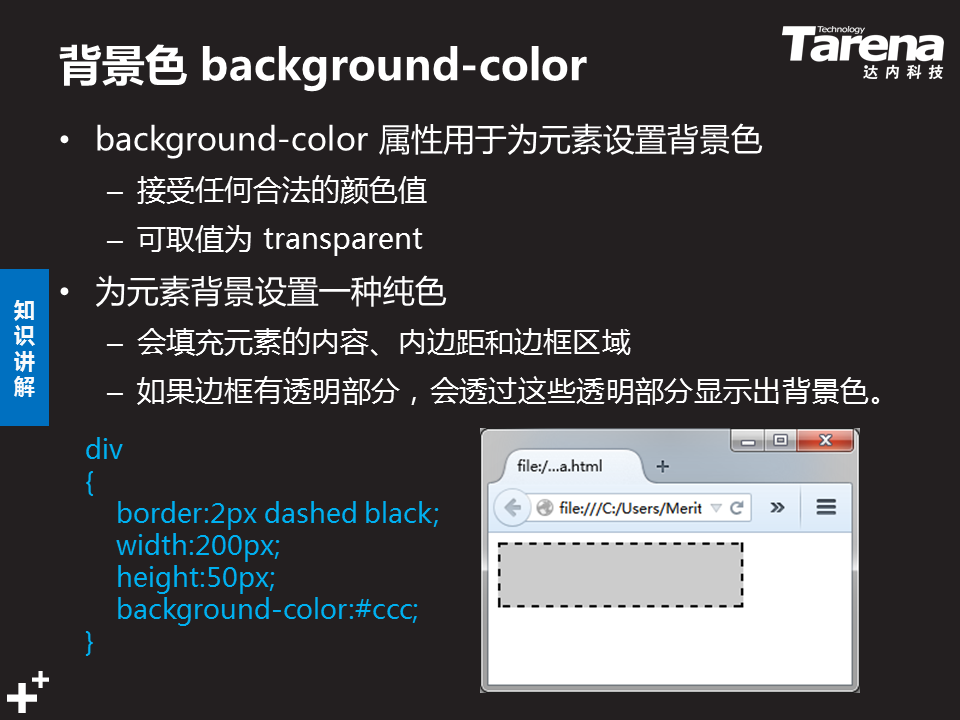 背景色 background-color
Technology
Tarena
达内科技
• background-color 属性用于为元素设置背景色
– 接受任何合法的颜色值
– 可取值为 transparent
• 为元素背景设置一种纯色
– 会填充元素的内容、内边距和边框区域
– 如果边框有透明部分，会透过这些透明部分显示出背景色。
知识讲解
div
{
border:2px dashed black;
width:200px;
height:50px;
background-color:#ccc;
}
file:/...a.html
file:///C:/Users/Merit